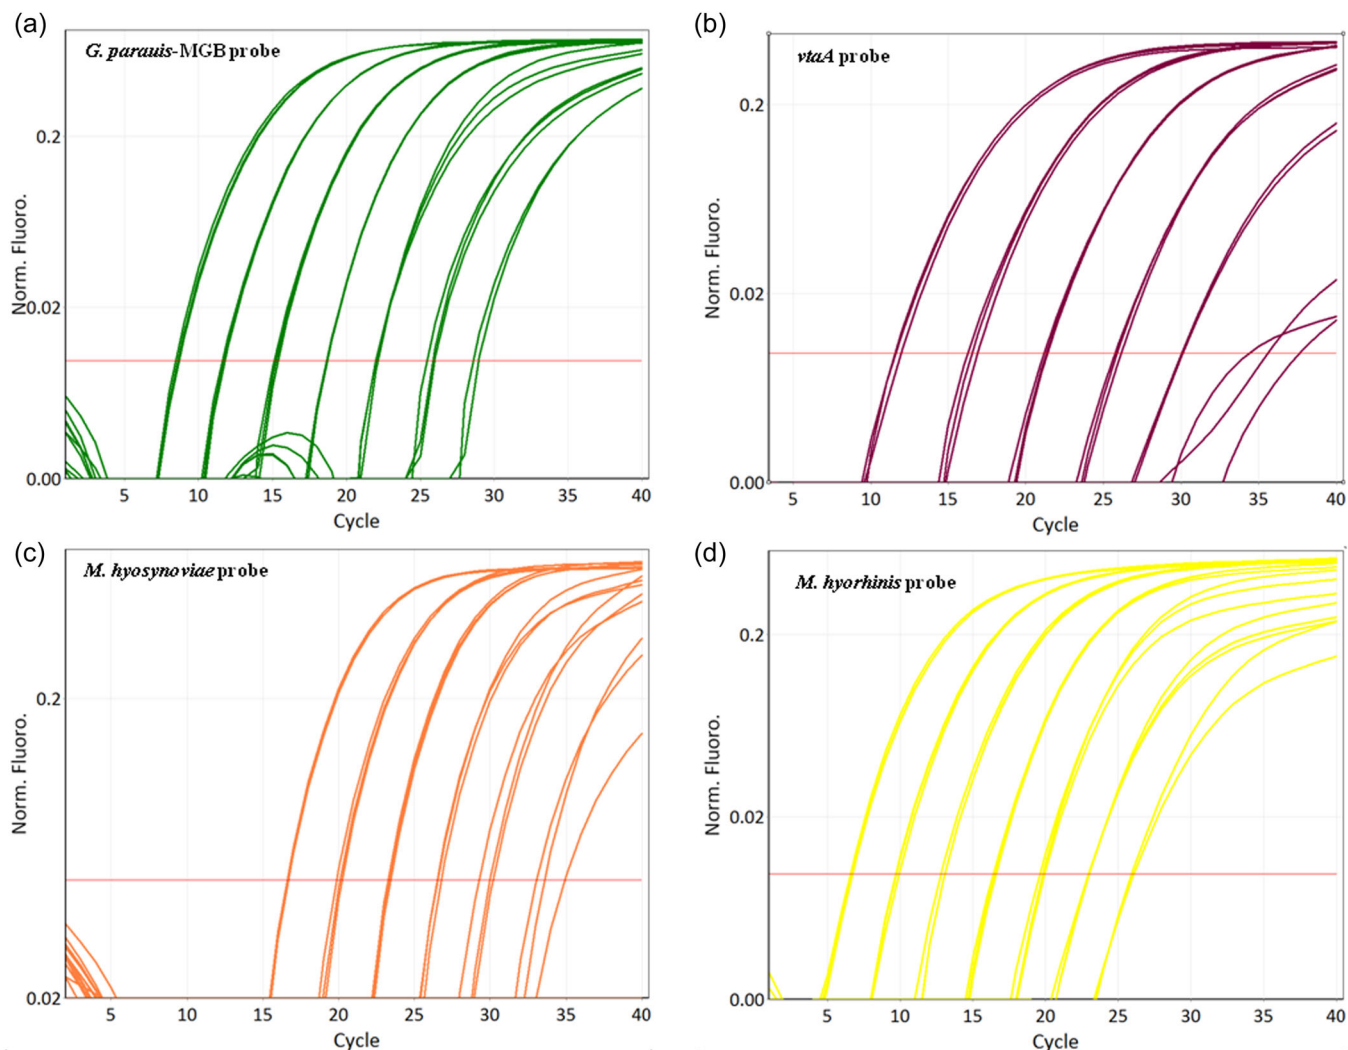 (a)
G. parauis-MGB probe
Norm. Fluoro.
0.2
0.02
0.00
5 10 15 20 25 30 35 40
Cycle
(b)
vtaA probe
Norm. Fluoro.
0.2
0.02
0.00
5 10 15 20 25 30 35 40
Cycle
(c)
M. hyosynoviae probe
Norm. Fluoro.
0.2
0.02
5 10 15 20 25 30 35 40
Cycle
(d)
M. hyorhinis probe
Norm. Fluoro.
0.2
0.02
0.00
5 10 15 20 25 30 35 40
Cycle